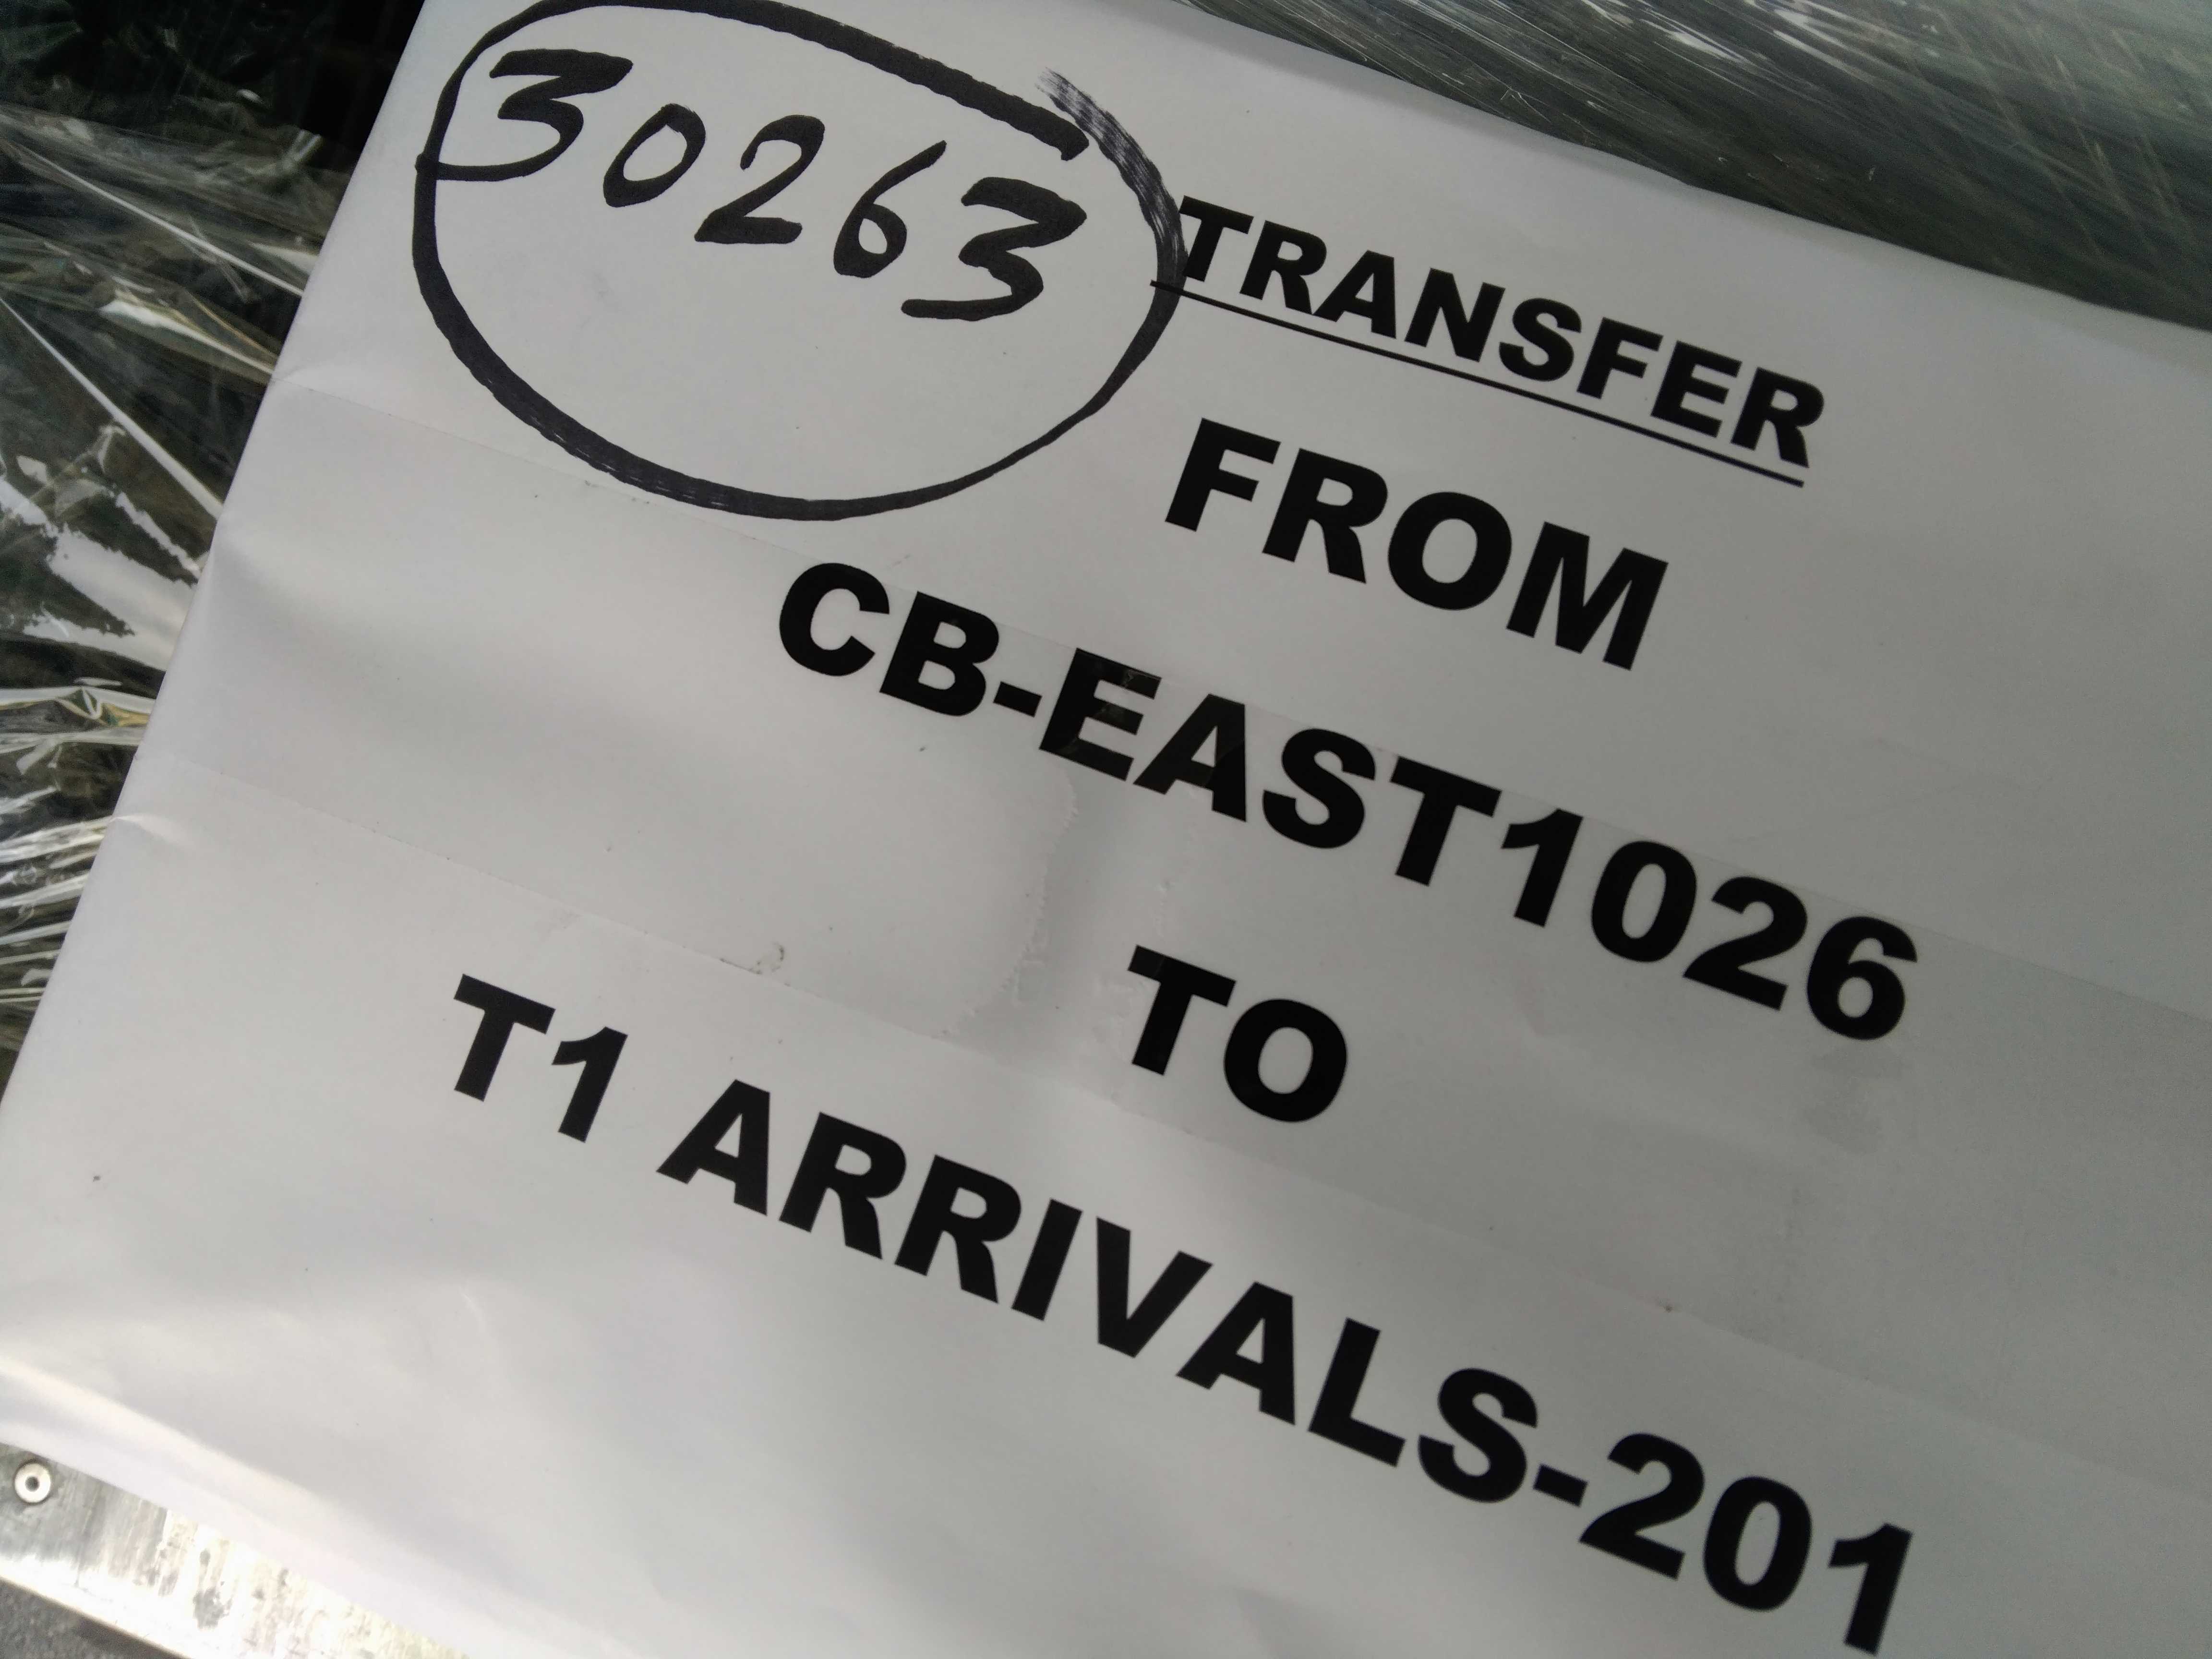 30263
TRANSFER
FROM
CB-EAST1026
TO
T1 ARRIVALS-201